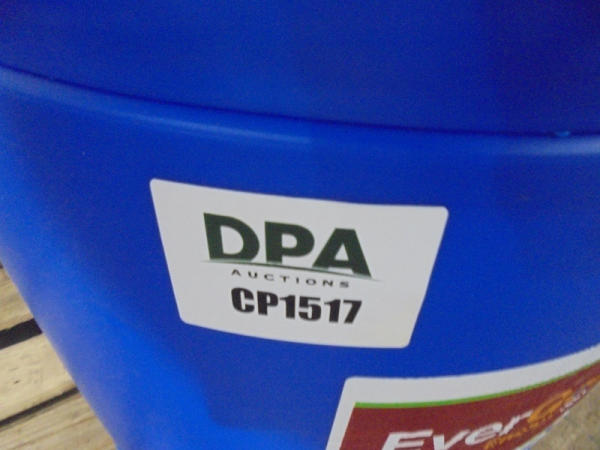 DPA
AUCTIONS
CP1517
Ever